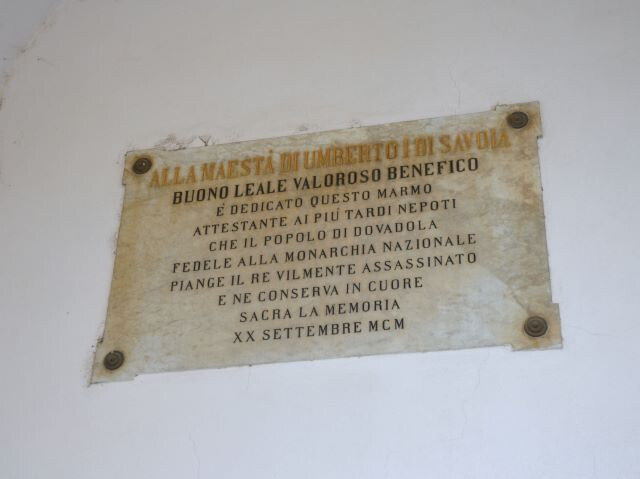 ALLA MAESTÀ DI UMBERTO I DI SAVOIA
BUONO LEALE VALOROSO BENEFICO
E' DEDICATO QUESTO MARMO
ATTESTANTE AI PIU' TARDI NEPOTI
CHE IL POPOLO DI DOVADOLA
FEDELE ALLA MONARCHIA NAZIONALE
PIANGE IL RE VILMENTE ASSASSINATO
E NE CONSERVA IN CUORE
SACRA LA MEMORIA
XX SETTEMBRE MCM